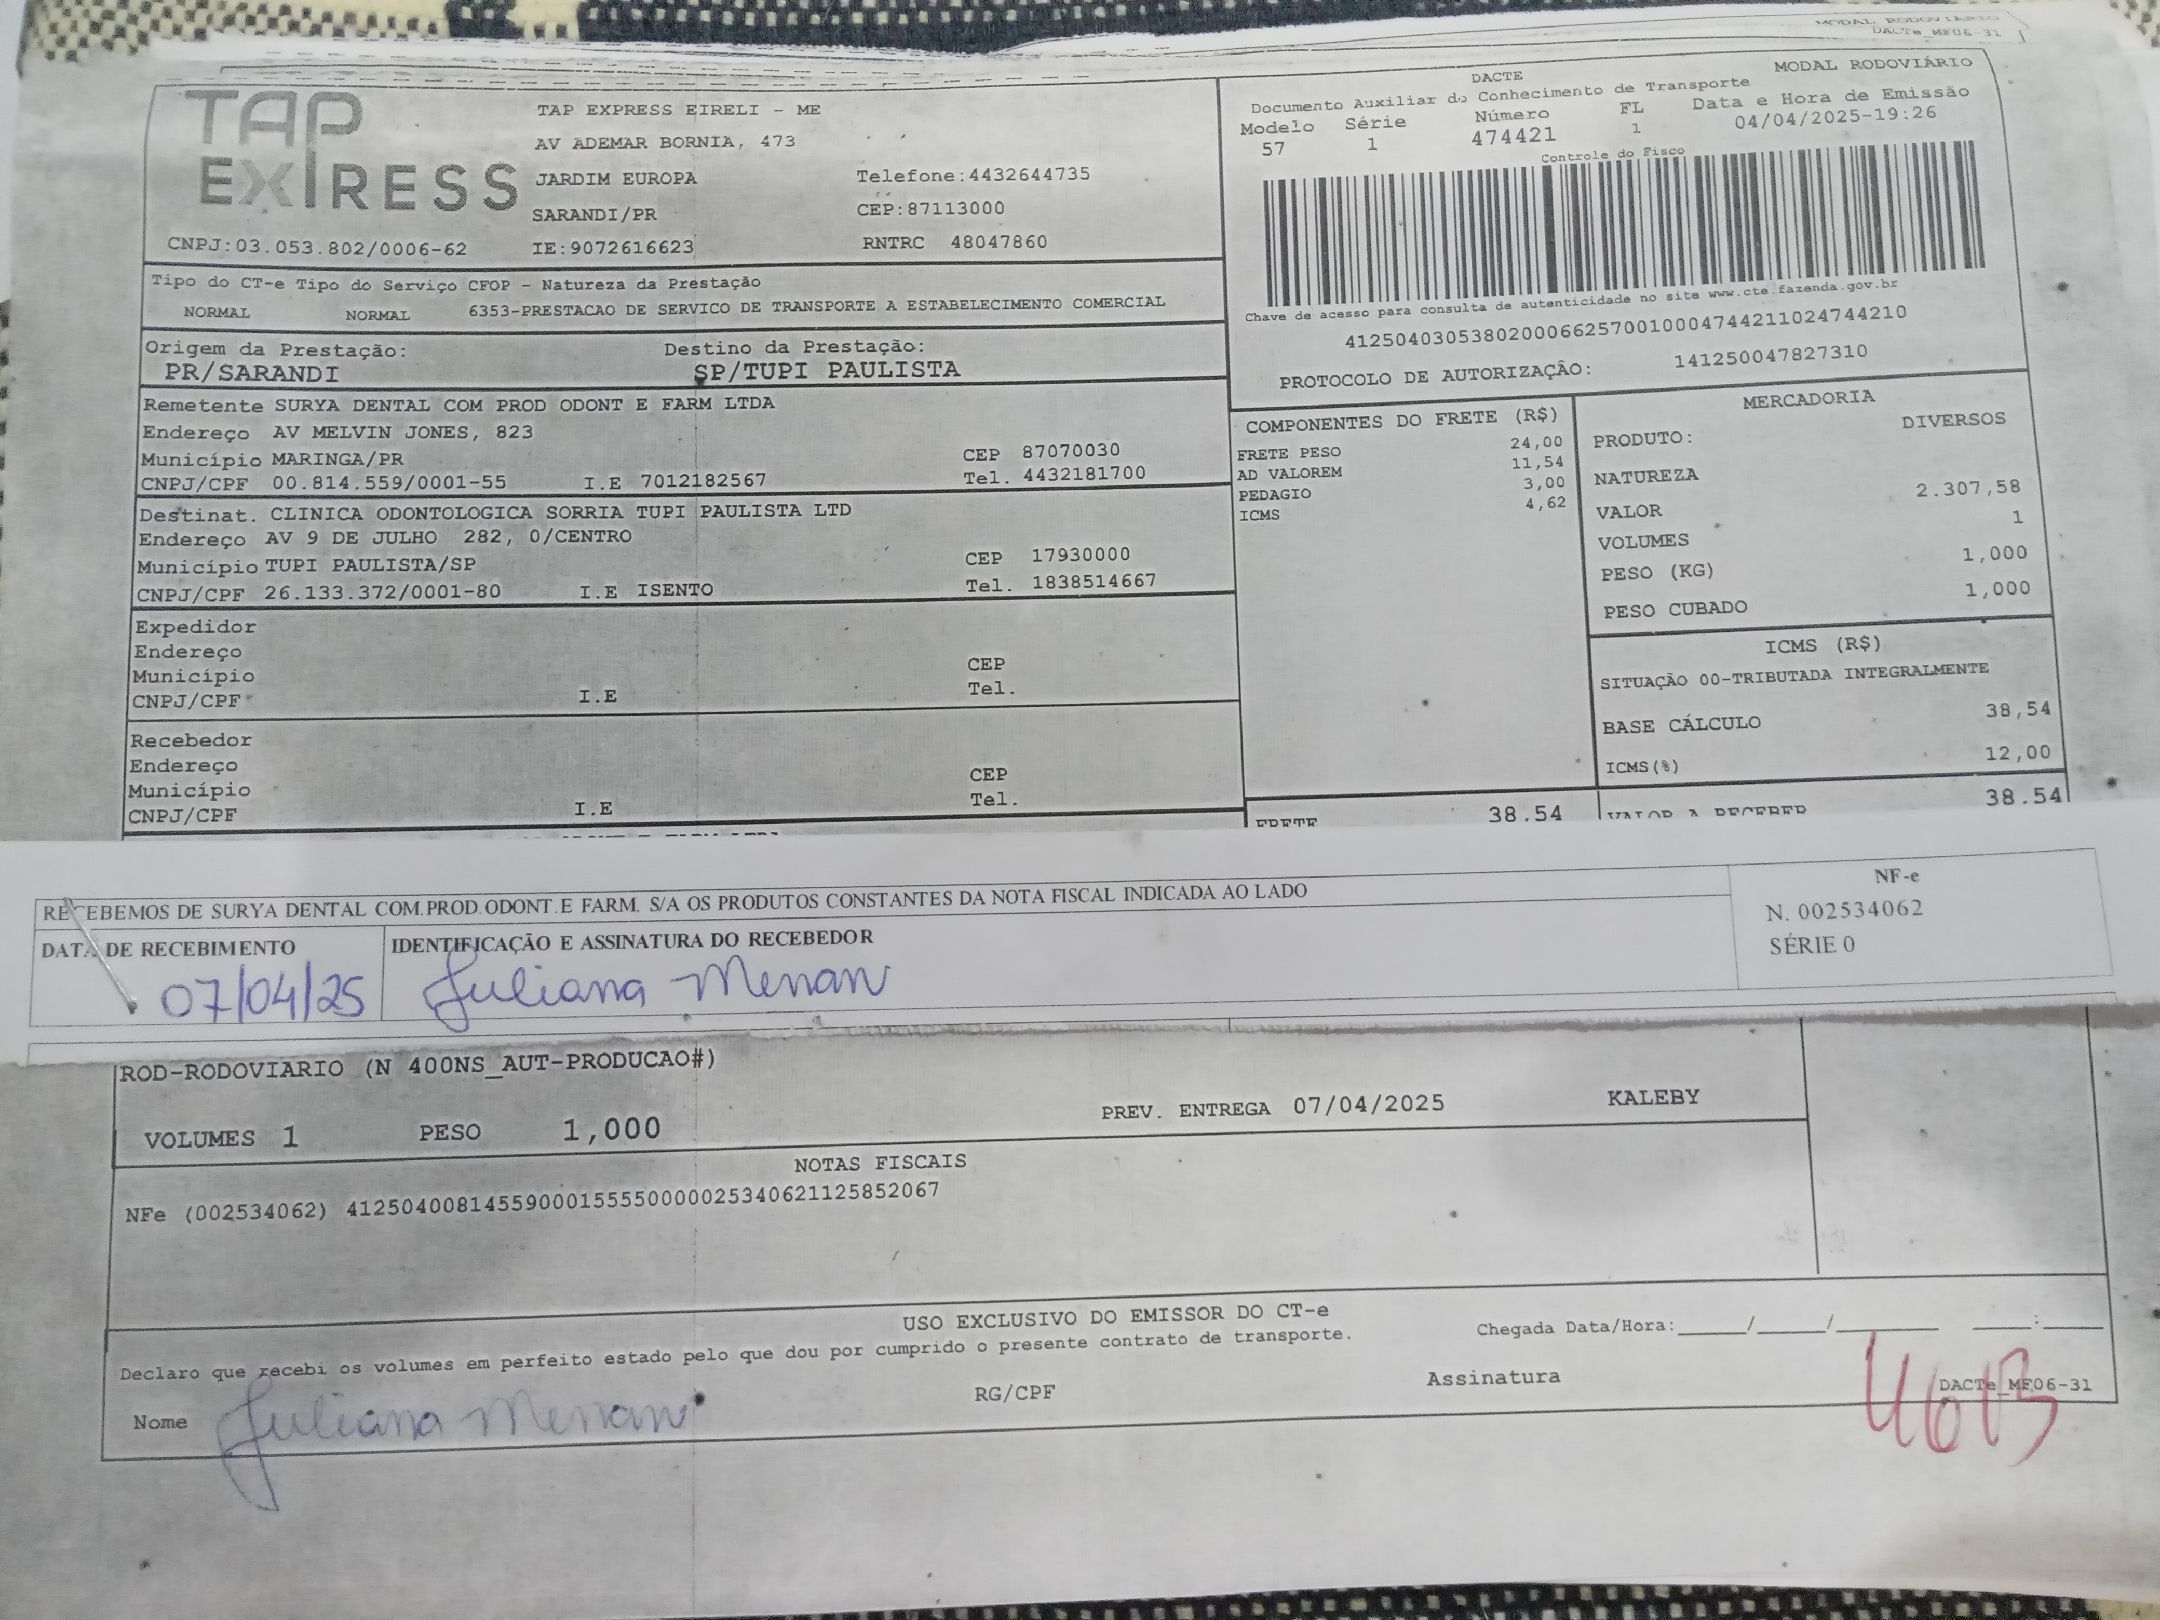 MODAL RODOVIÁRIO
DACTe_MF06-31
TAP EXPRESS
TAP EXPRESS EIRELI - ME
AV ADEMAR BORNIA, 473
JARDIM EUROPA Telefone:4432644735
SARANDI/PR CEP:87113000
CNPJ:03.053.802/0006-62 IE:9072616623 RNTRC 48047860
DACTE MODAL RODOVIÁRIO
Documento Auxiliar do Conhecimento de Transporte
Modelo Série Número FL Data e Hora de Emissão
57 1 474421 1 04/04/2025-19:26
Controle do Fisco
Chave de acesso para consulta de autenticidade no site www.cte.fazenda.gov.br
41250403053802000662570010004744211024744210
PROTOCOLO DE AUTORIZAÇÃO: 141250047827310
Tipo do CT-e Tipo do Serviço CFOP - Natureza da Prestação
NORMAL NORMAL 6353-PRESTACAO DE SERVICO DE TRANSPORTE A ESTABELECIMENTO COMERCIAL
Origem da Prestação: Destino da Prestação:
PR/SARANDI SP/TUPI PAULISTA
Remetente SURYA DENTAL COM PROD ODONT E FARM LTDA
Endereço AV MELVIN JONES, 823
Município MARINGA/PR CEP 87070030
CNPJ/CPF 00.814.559/0001-55 I.E 7012182567 Tel. 4432181700
Destinat. CLINICA ODONTOLOGICA SORRIA TUPI PAULISTA LTD
Endereço AV 9 DE JULHO 282, 0/CENTRO
Município TUPI PAULISTA/SP CEP 17930000
CNPJ/CPF 26.133.372/0001-80 I.E ISENTO Tel. 1838514667
Expedidor
Endereço
Município CEP
CNPJ/CPF I.E Tel.
Recebedor
Endereço
Município CEP
CNPJ/CPF I.E Tel.
COMPONENTES DO FRETE (R$)
FRETE PESO 24,00
AD VALOREM 11,54
PEDAGIO 3,00
ICMS 4,62
MERCADORIA
PRODUTO: DIVERSOS
NATUREZA
VALOR 2.307,58
VOLUMES 1
PESO (KG) 1,000
PESO CUBADO 1,000
ICMS (R$)
SITUAÇÃO 00-TRIBUTADA INTEGRALMENTE
BASE CÁLCULO 38,54
ICMS(%) 12,00
FRETE 38.54 VALOR A RECEBER 38.54
RECEBEMOS DE SURYA DENTAL COM.PROD.ODONT.E FARM. S/A OS PRODUTOS CONSTANTES DA NOTA FISCAL INDICADA AO LADO
DATA DE RECEBIMENTO IDENTIFICAÇÃO E ASSINATURA DO RECEBEDOR
07/04/25 Juliana Menan
NF-e
N. 002534062
SÉRIE 0
ROD-RODOVIARIO (N 400NS_AUT-PRODUCAO#)
VOLUMES 1 PESO 1,000 PREV. ENTREGA 07/04/2025 KALEBY
NOTAS FISCAIS
NFe (002534062) 41250400814559000155550000025340621125852067
USO EXCLUSIVO DO EMISSOR DO CT-e
Declaro que recebi os volumes em perfeito estado pelo que dou por cumprido o presente contrato de transporte.
Chegada Data/Hora:_____/_____/_______ ____:____
Nome Juliana Menan RG/CPF Assinatura
DACTe_MF06-31